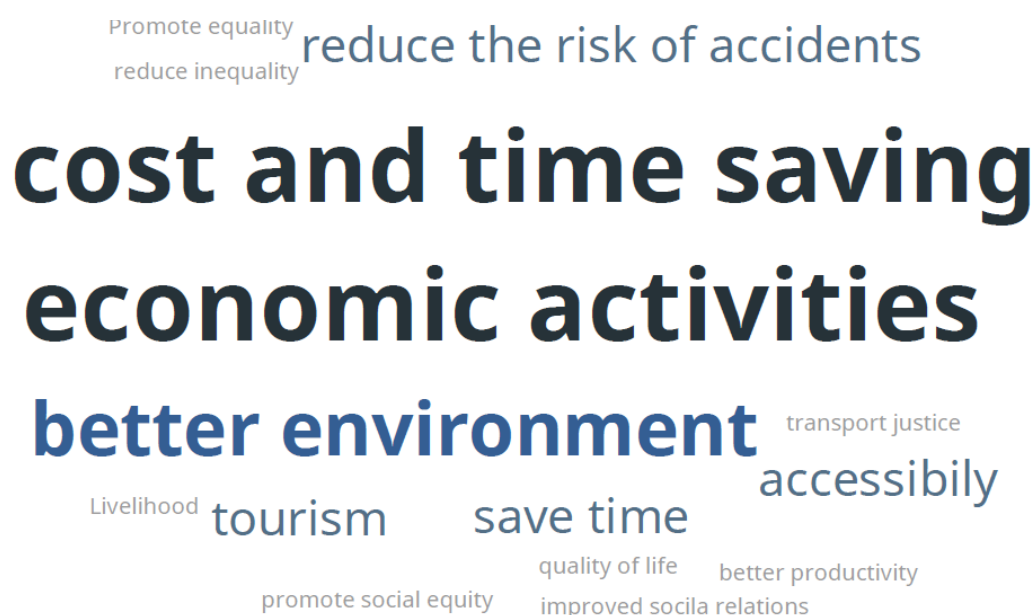 Promote equality
reduce the risk of accidents
reduce inequality
cost and time saving
economic activities
better environment
transport justice
accessibily
Livelihood
tourism
save time
quality of life
better productivity
promote social equity
improved socila relations